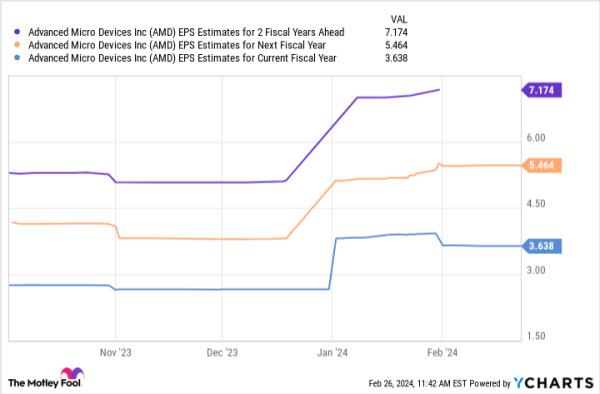 VAL
Advanced Micro Devices Inc (AMD) EPS Estimates for 2 Fiscal Years Ahead 7.174
Advanced Micro Devices Inc (AMD) EPS Estimates for Next Fiscal Year 5.464
Advanced Micro Devices Inc (AMD) EPS Estimates for Current Fiscal Year 3.638
7.174
6.00
5.464
4.50
3.638
3.00
1.50
Nov '23 Dec '23 Jan '24 Feb '24
The Motley Fool. Feb 26, 2024, 11:42 AM EST Powered by YCHARTS